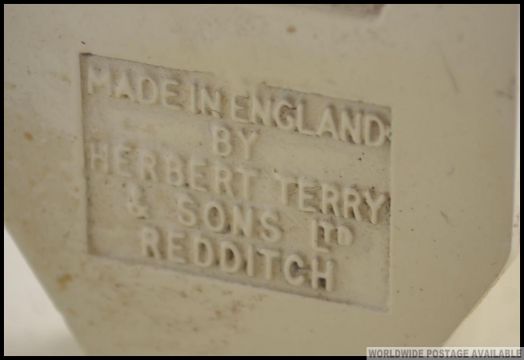 MADE IN ENGLAND
BY
HERBERT TERRY
& SONS LTD
REDDITCH
WORLDWIDE POSTAGE AVAILABLE